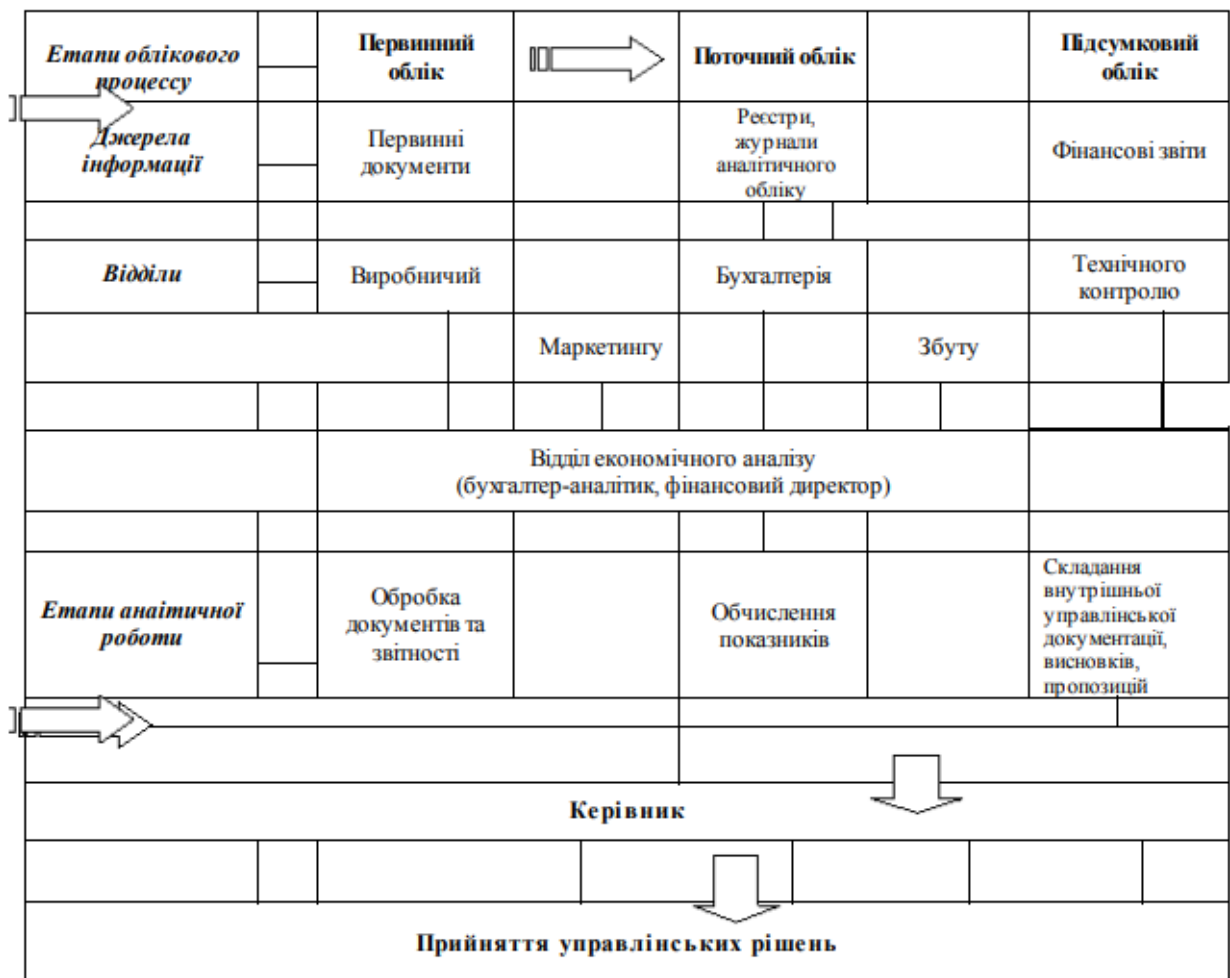 Етапи облікового
процессу
Первинний
облік
Поточний облік
Підсумковий
облік
Джерела
інформації
Первинні
документи
Реєстри,
журнали
аналітичного
обліку
Фінансові звіти
Відділи
Виробничий
Бухгалтерія
Технічного
контролю
Маркетингу
Збуту
Відділ економічного аналізу
(бухгалтер-аналітик, фінансовий директор)
Етапи анаітичної
роботи
Обробка
документів та
звітності
Обчислення
показників
Складання
внутрішньої
управлінської
документації,
висновків,
пропозицій
Керівник
Прийняття управлінських рішень